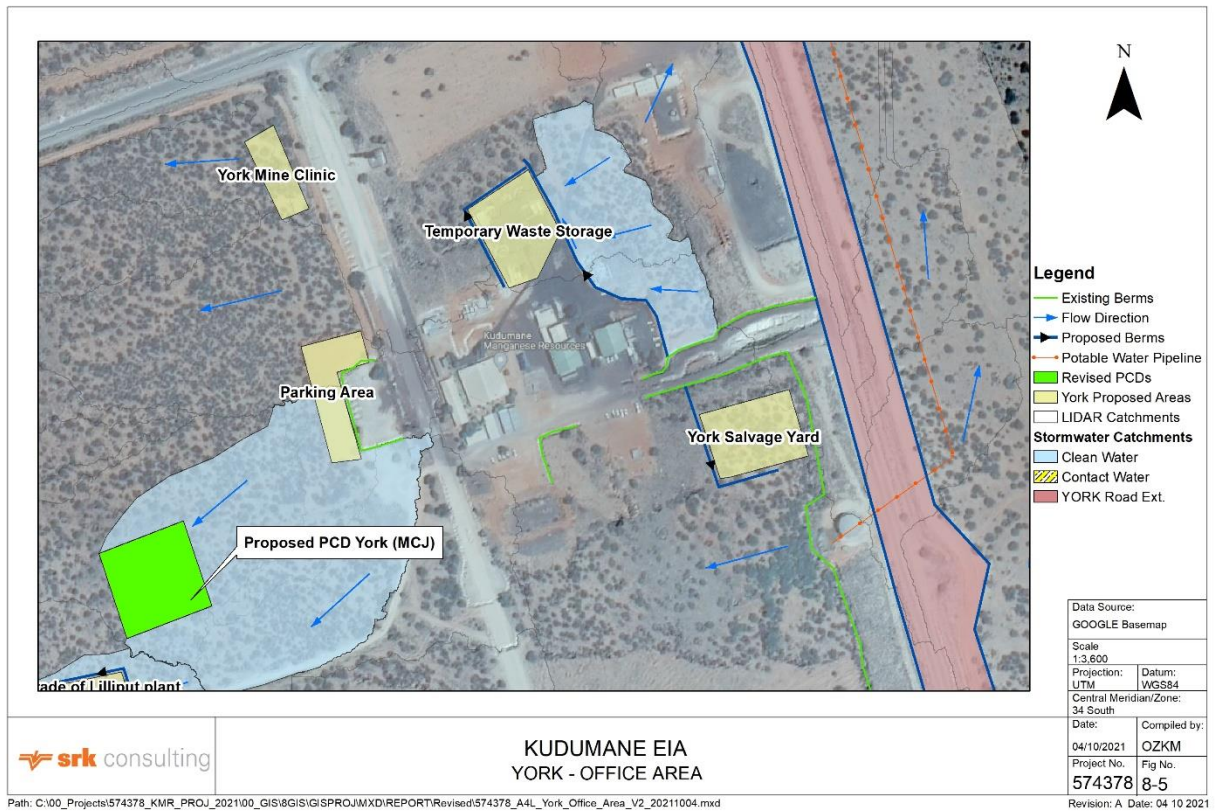 N
York Mine Clinic
Temporary Waste Storage
Kudumane
Manganese Resources
Parking Area
York Salvage Yard
Proposed PCD York (MCJ)
rade of Lilliput plant
Legend
Existing Berms
Flow Direction
Proposed Berms
Potable Water Pipeline
Revised PCDs
York Proposed Areas
LIDAR Catchments
Stormwater Catchments
Clean Water
Contact Water
YORK Road Ext.
Data Source:
GOOGLE Basemap
Scale
1:3,600
Projection: Datum:
UTM WGS84
Central Meridian/Zone:
34 South
Date: Compiled by:
04/10/2021 OZKM
Project No. Fig No.
574378 8-5
srk consulting
KUDUMANE EIA
YORK - OFFICE AREA
Path: C:\00_Projects\574378_KMR_PROJ_2021\00_GIS\8GIS\GISPROJ\MXD\REPORT\Revised\574378_A4L_York_Office_Area_V2_20211004.mxd
Revision: A Date: 04 10 2021